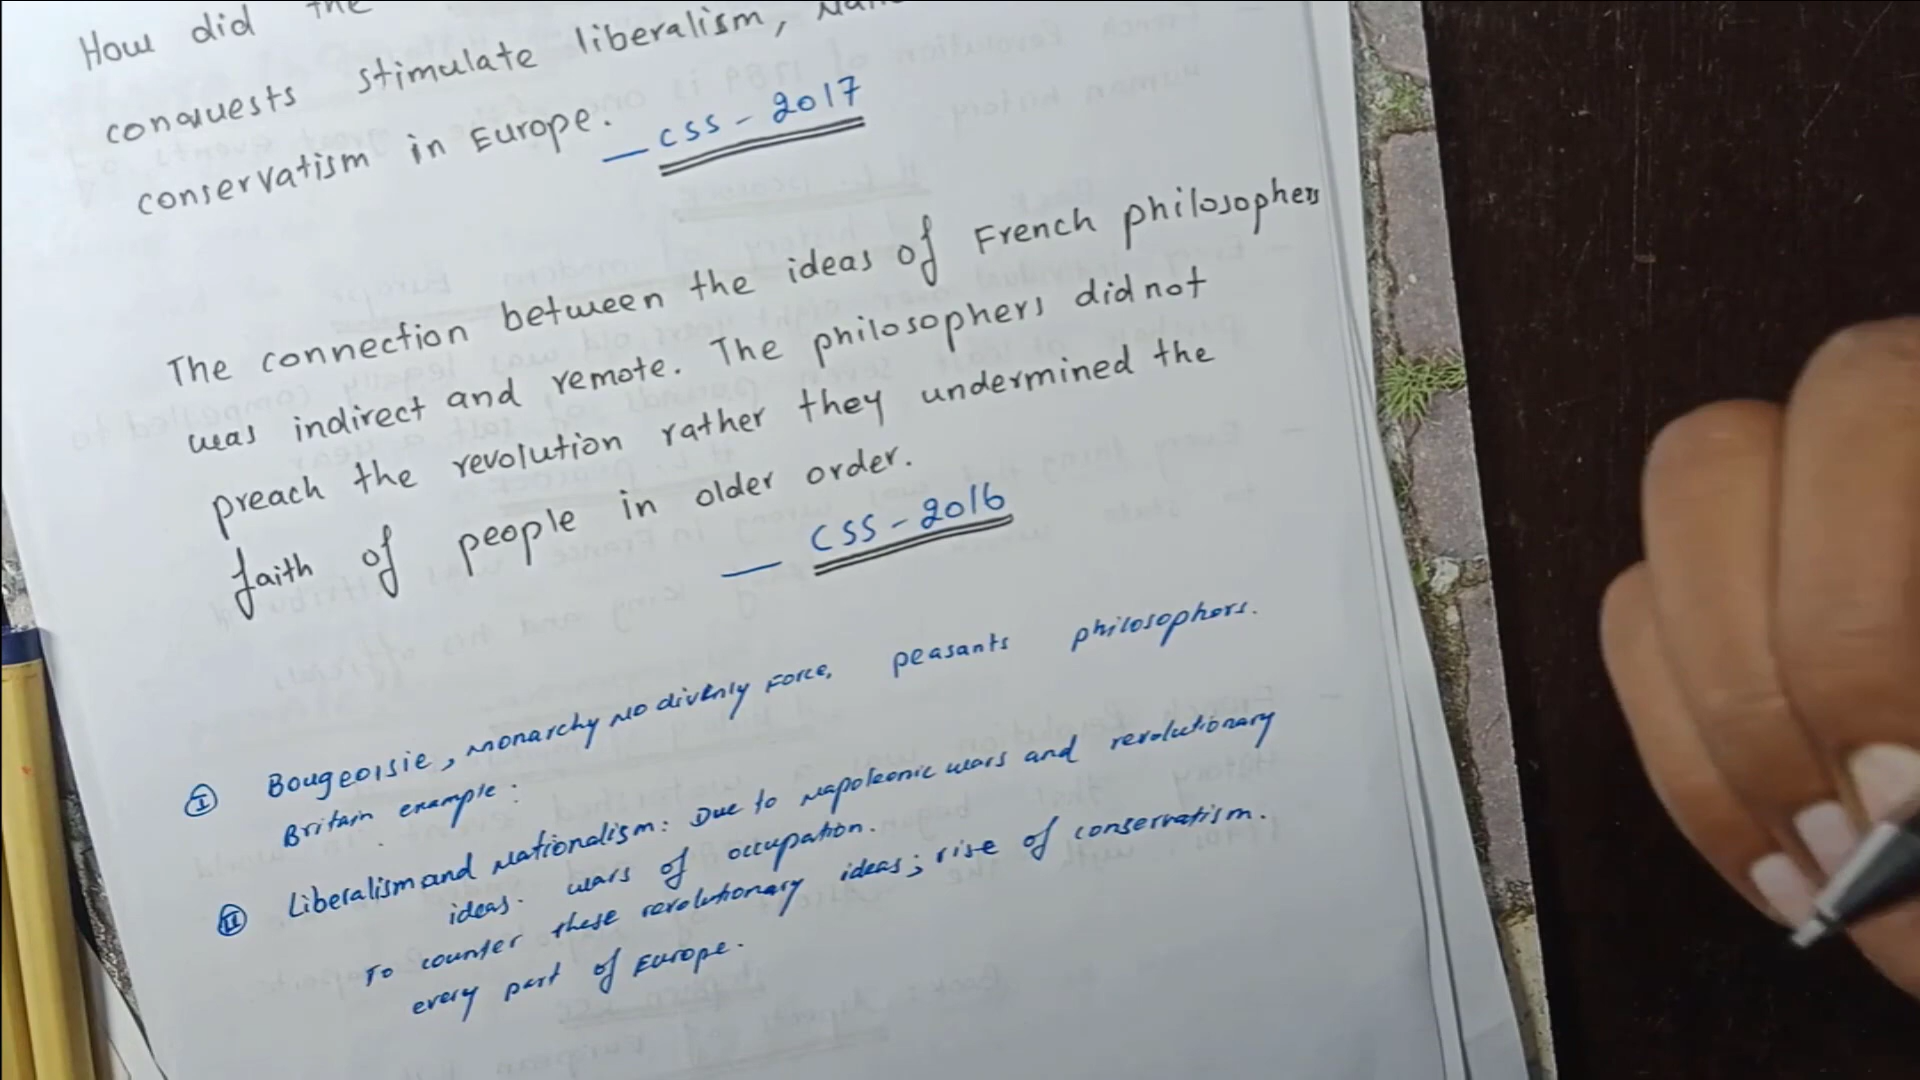 How did the
conquests stimulate liberalism,
conservatism in Europe. — CSS - 2017
The connection between the ideas of French philosophers
was indirect and remote. The philosophers did not
preach the revolution rather they undermined the
faith of people in older order.
— CSS - 2016
I Bougeoisie, Monarchy no divinly force, peasants philosophers.
Britain example.
II Liberalism and Nationalism: Due to Napoleonic wars and revolutionary
ideas. wars of occupation.
To counter these revolutionary ideas; rise of conservatism.
every part of Europe.